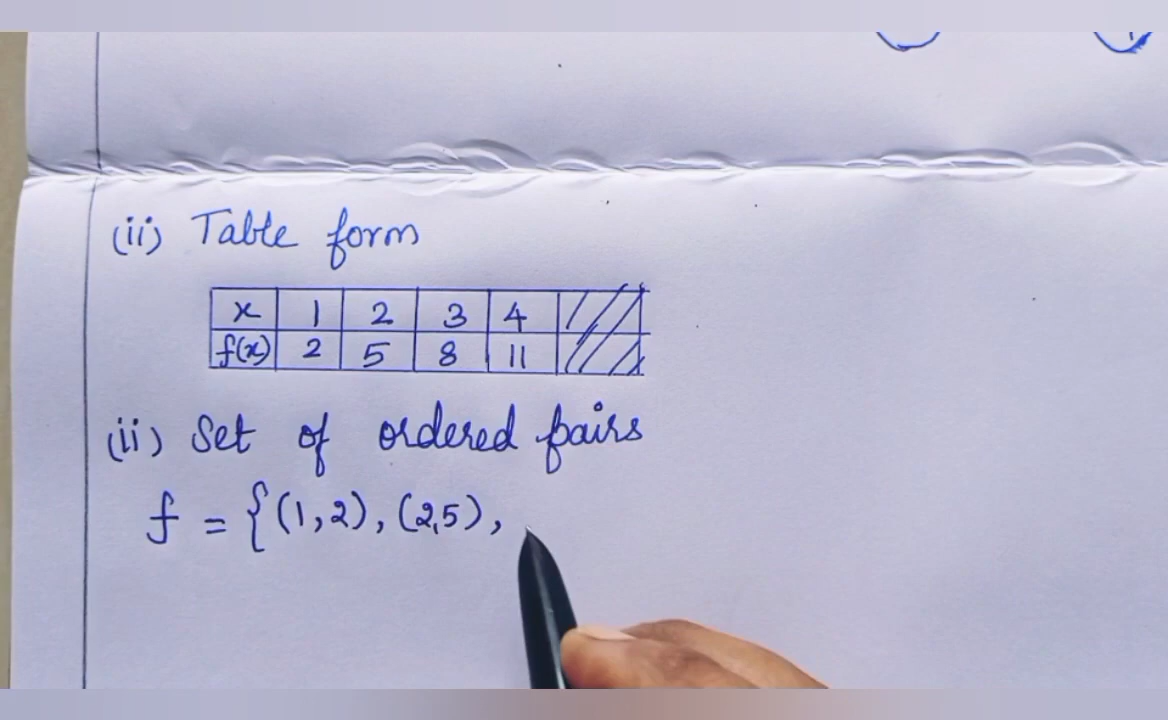 (ii) Table form
x 1 2 3 4
f(x) 2 5 8 11
(ii) Set of ordered pairs
f = {(1,2), (2,5),